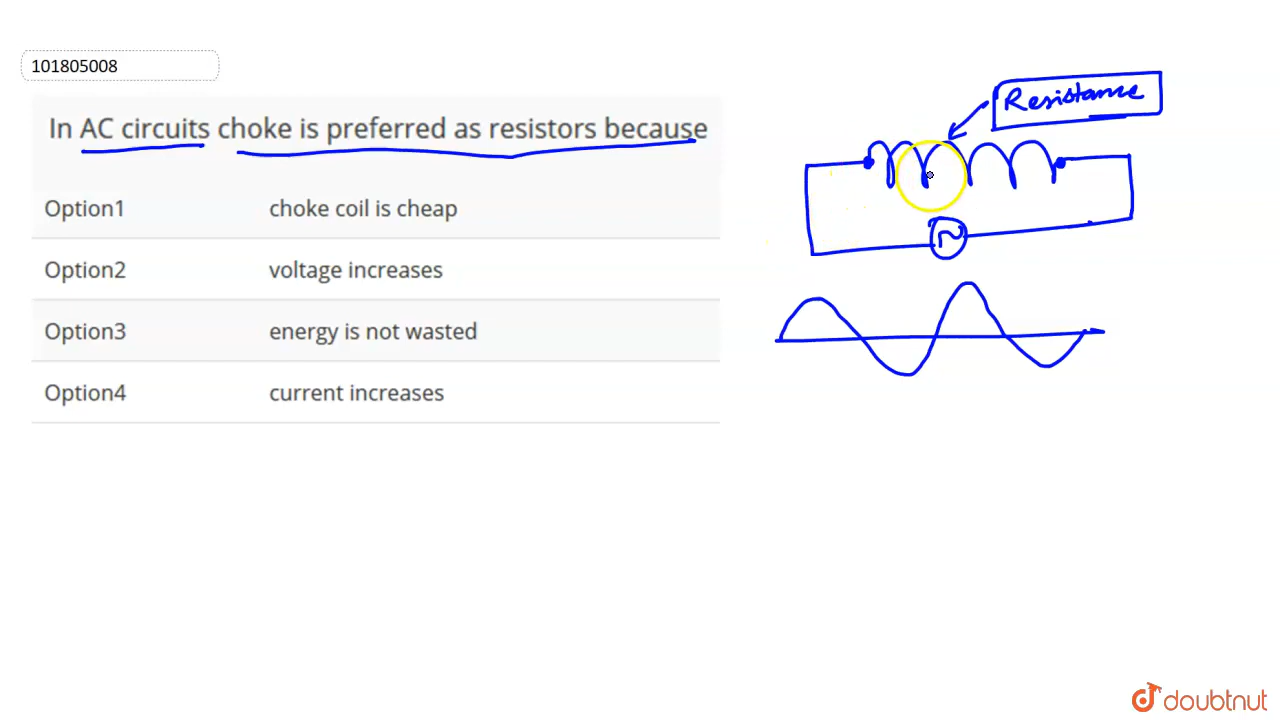 101805008
In AC circuits choke is preferred as resistors because
Option1 choke coil is cheap
Option2 voltage increases
Option3 energy is not wasted
Option4 current increases
Resistance
doubtnut